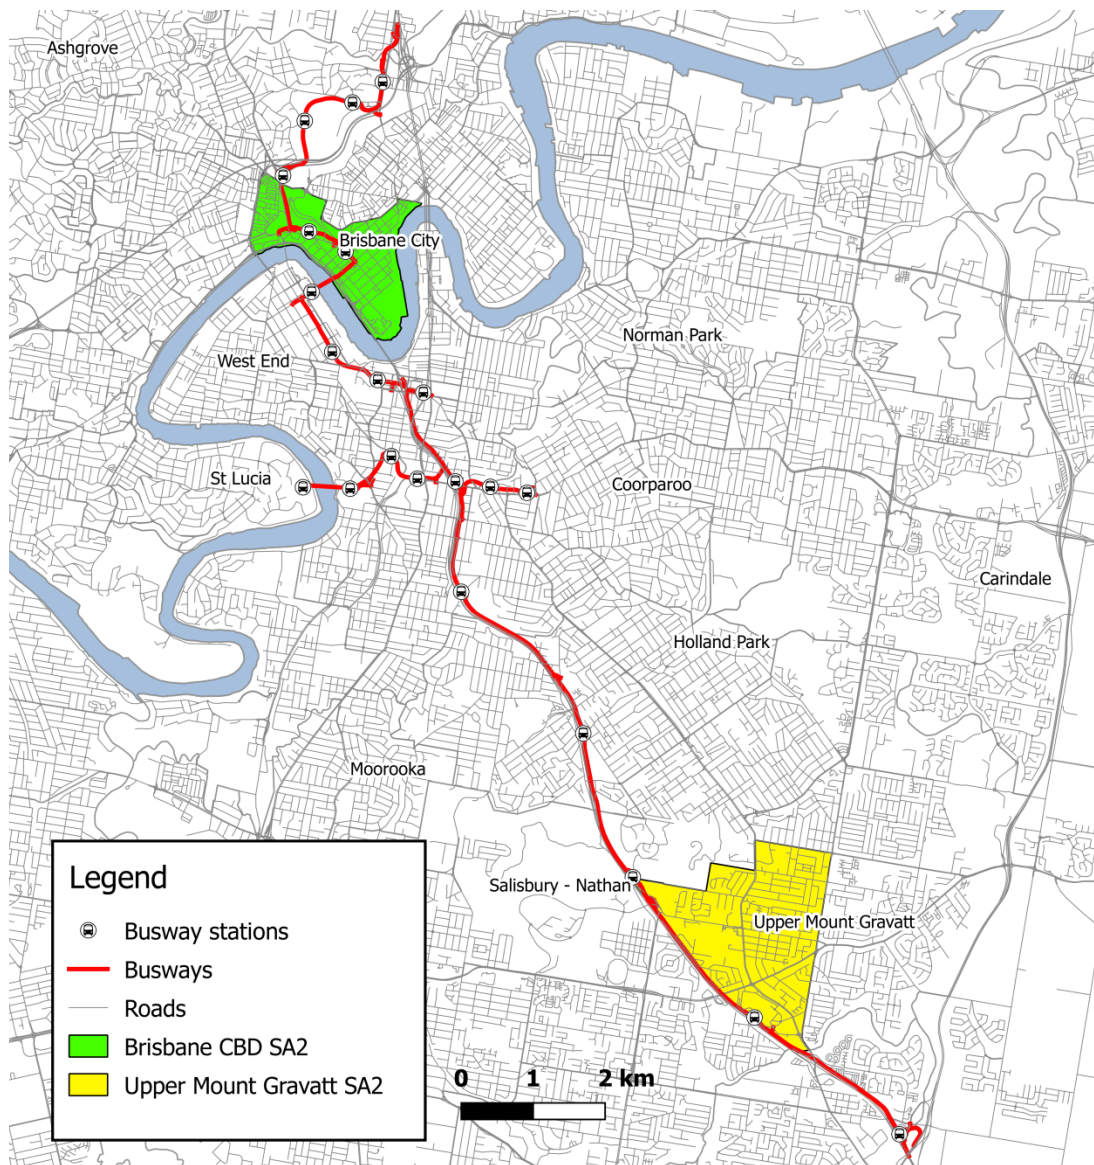 Ashgrove
Brisbane City
Norman Park
West End
St Lucia
Coorparoo
Carindale
Holland Park
Moorooka
Salisbury - Nathan
Upper Mount Gravatt
Legend
Busway stations
Busways
Roads
Brisbane CBD SA2
Upper Mount Gravatt SA2
0 1 2 km